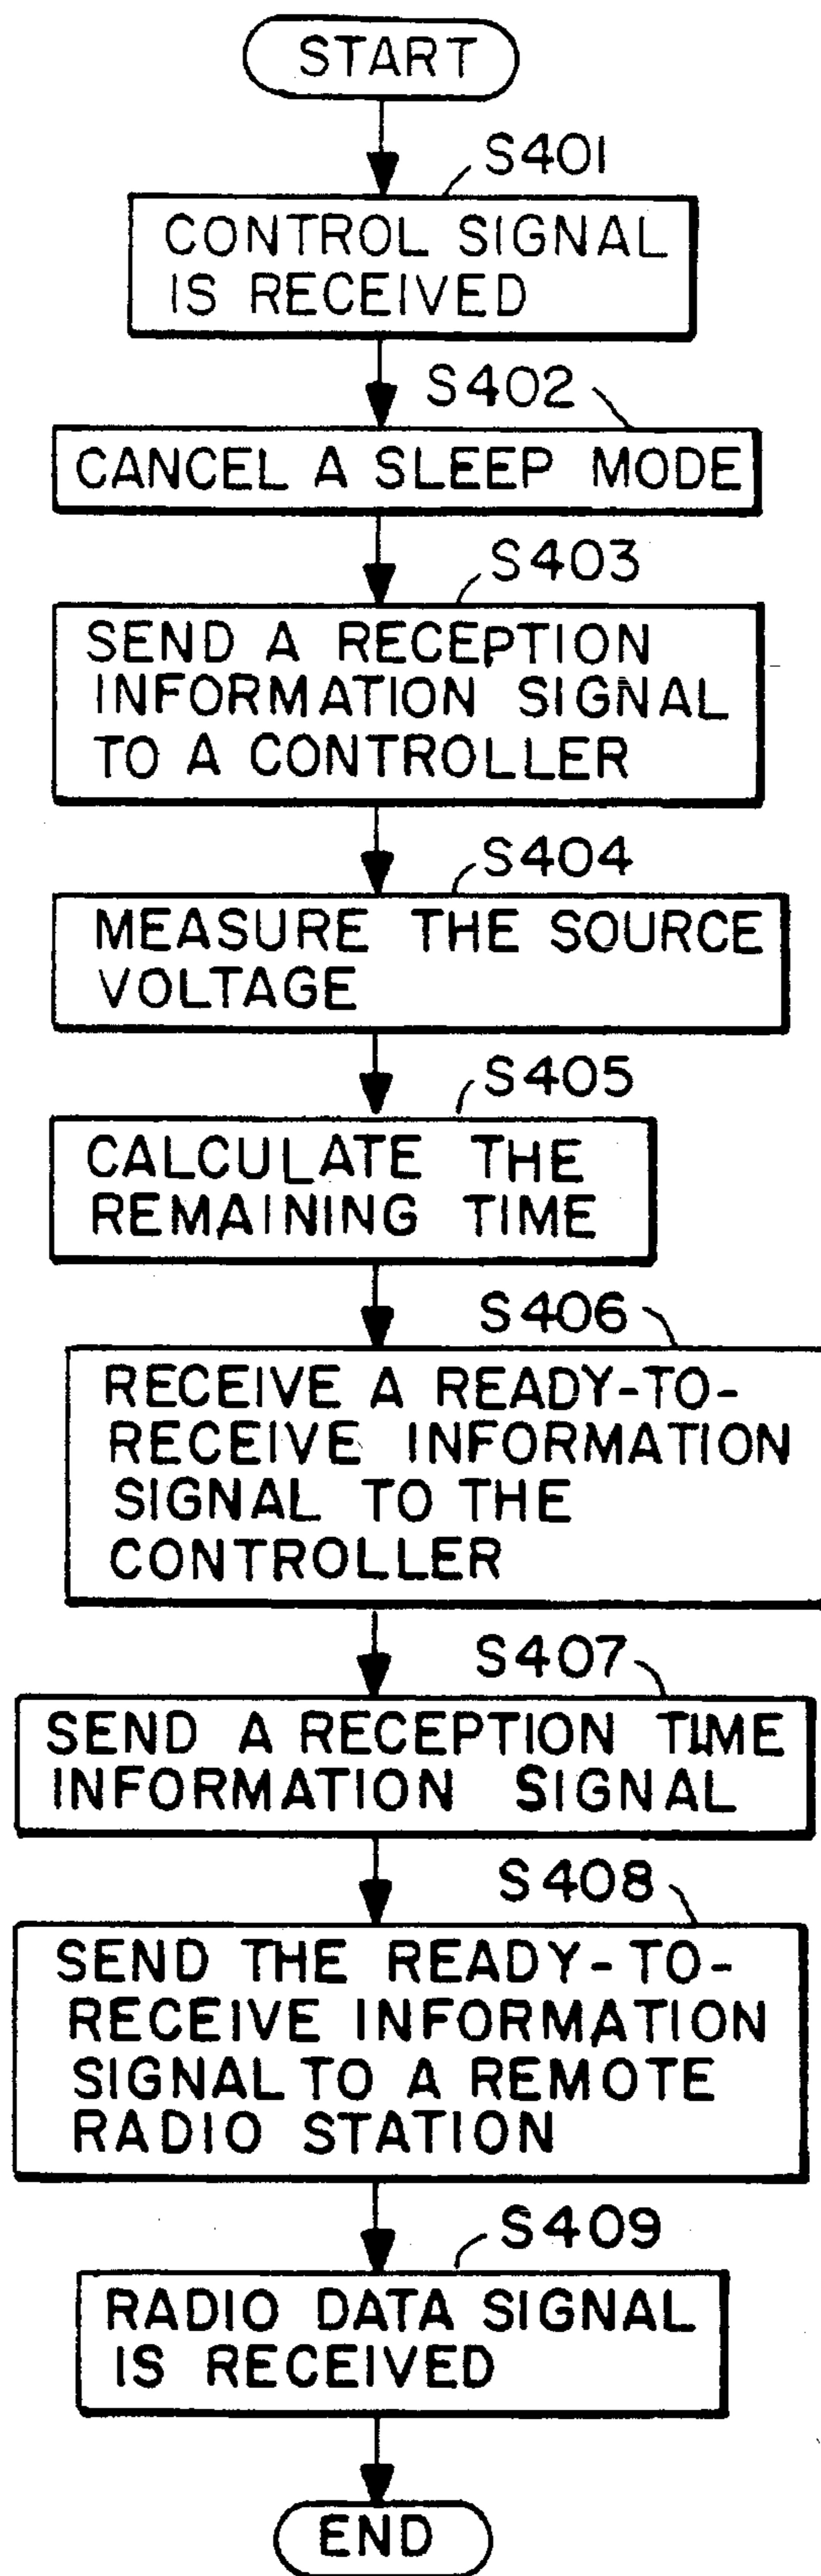 START
S401
CONTROL SIGNAL
IS RECEIVED
S402
CANCEL A SLEEP MODE
S403
SEND A RECEPTION
INFORMATION SIGNAL
TO A CONTROLLER
S404
MEASURE THE SOURCE
VOLTAGE
S405
CALCULATE THE
REMAINING TIME
S406
RECEIVE A READY-TO-
RECEIVE INFORMATION
SIGNAL TO THE
CONTROLLER
S407
SEND A RECEPTION TIME
INFORMATION SIGNAL
S408
SEND THE READY-TO-
RECEIVE INFORMATION
SIGNAL TO A REMOTE
RADIO STATION
S409
RADIO DATA SIGNAL
IS RECEIVED
END